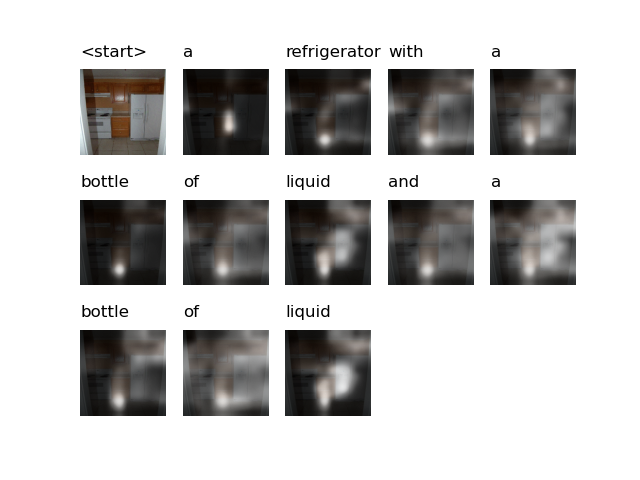 <start> a refrigerator with a
bottle of liquid and a
bottle of liquid